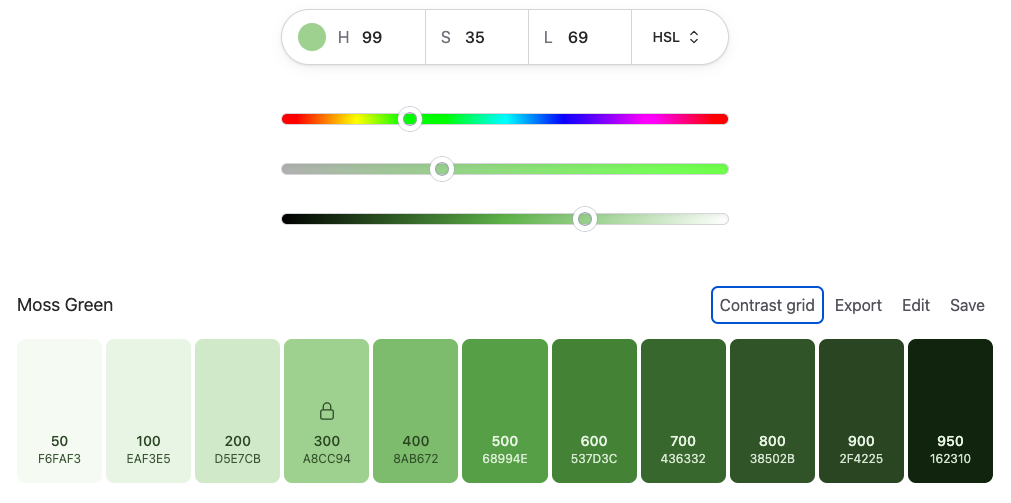 H 99 S 35 L 69 HSL
Moss Green Contrast grid Export Edit Save
50 100 200 300 400 500 600 700 800 900 950
F6FAF3 EAF3E5 D5E7CB A8CC94 8AB672 68994E 537D3C 436332 38502B 2F4225 162310